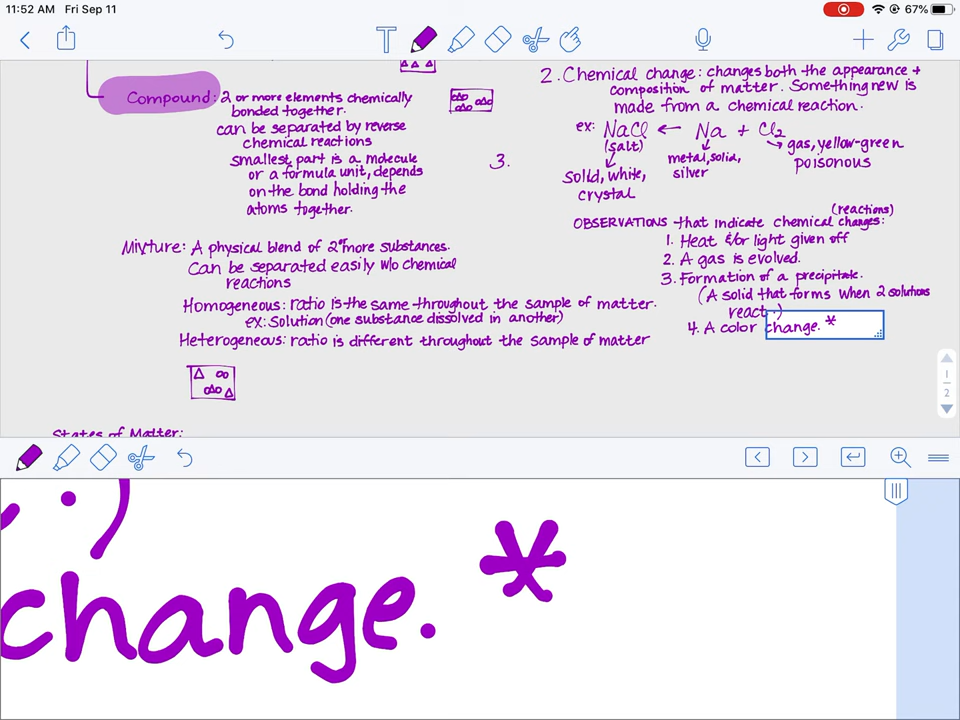 11:52 AM Fri Sep 11
67%
Compound: 2 or more elements chemically
bonded together.
can be separated by reverse
chemical reactions
smallest part is a molecule
or a formula unit, depends
on the bond holding the
atoms together.
Mixture: A physical blend of 2 or more substances.
Can be separated easily w/o chemical
reactions
Homogeneous: ratio is the same throughout the sample of matter.
ex: Solution (one substance dissolved in another)
Heterogeneous: ratio is different throughout the sample of matter
States of Matter:
2. Chemical change: changes both the appearance +
composition of matter. Something new is
made from a chemical reaction.
ex: NaCl ← Na + Cl2
(salt)
solid, white,
crystal
metal, solid,
silver
gas, yellow-green
poisonous
3.
(reactions)
OBSERVATIONS that indicate chemical changes:
1. Heat &/or light given off
2. A gas is evolved.
3. Formation of a precipitate.
(A solid that forms when 2 solutions
react.)
4. A color change. *
1
2
.)
change. *